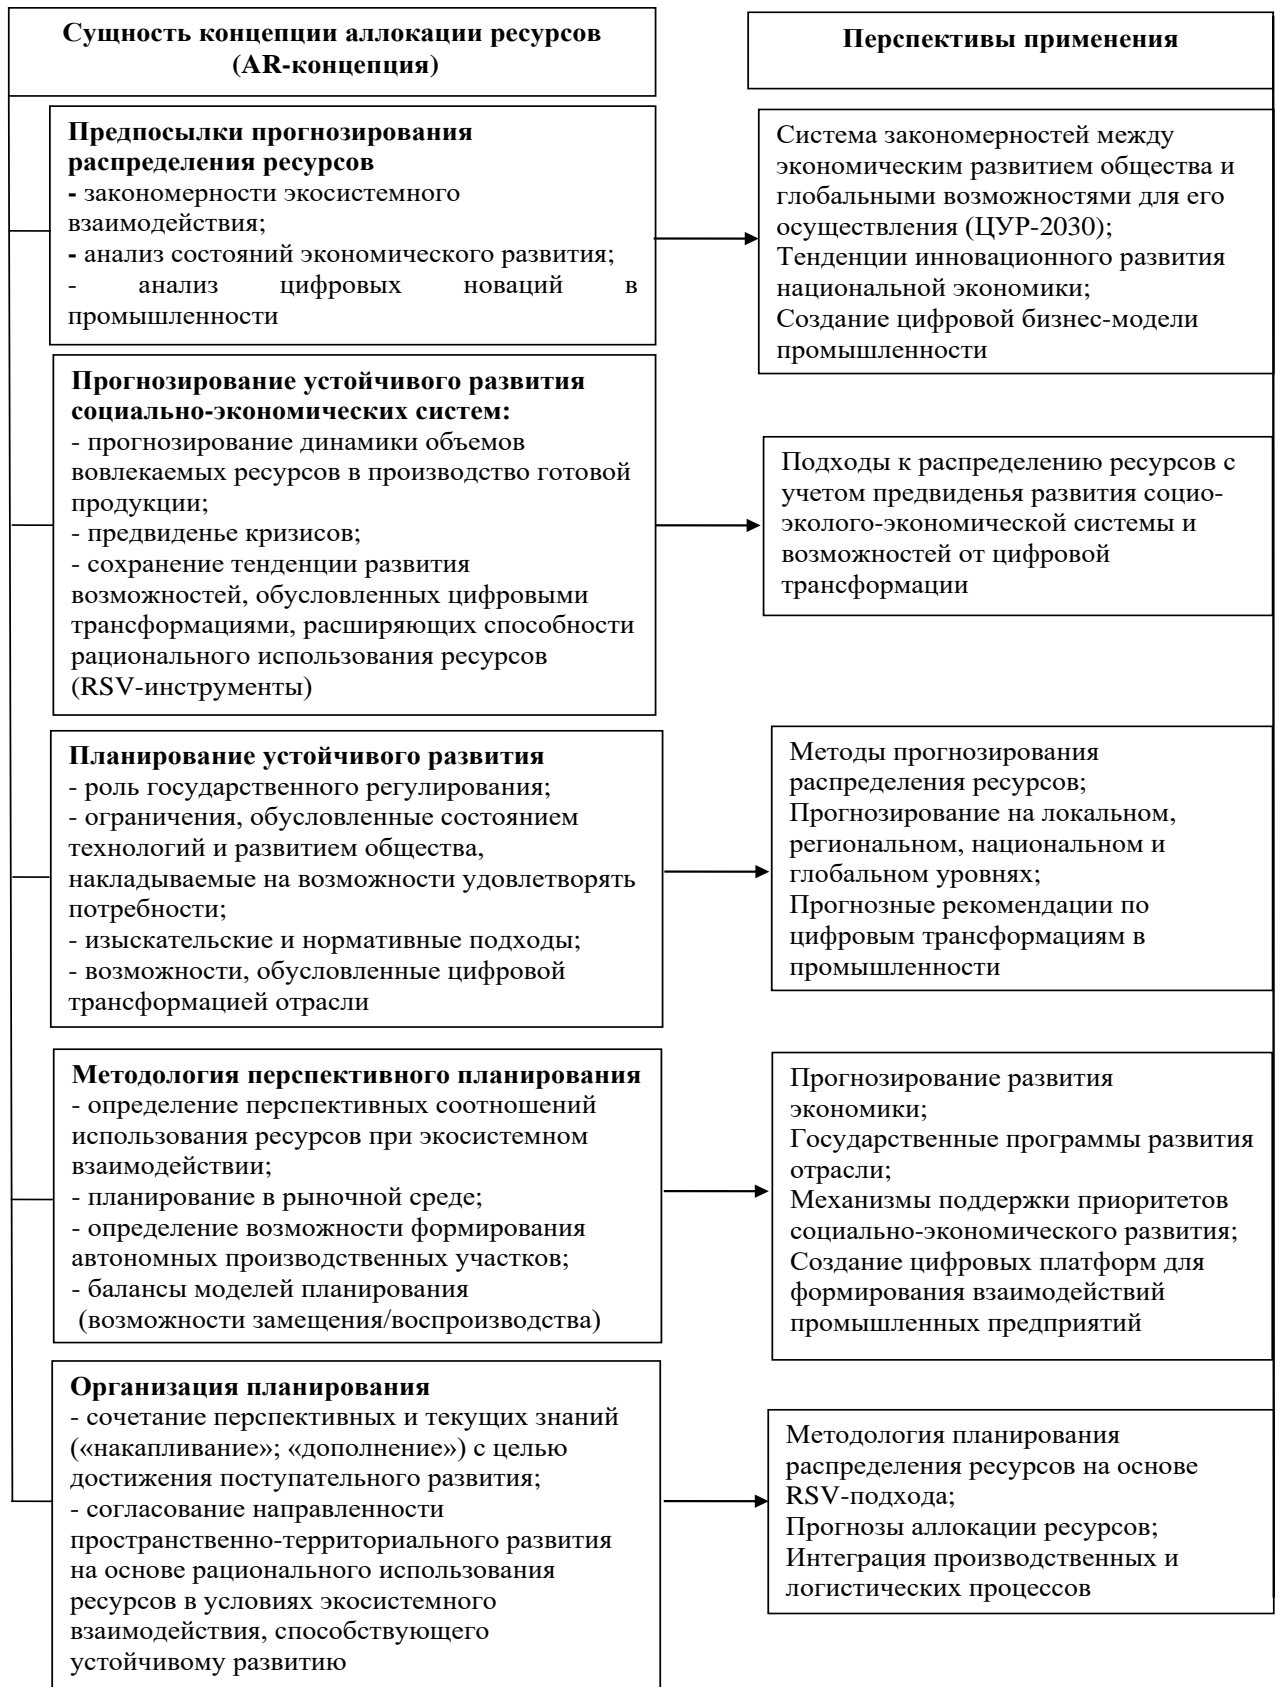 Сущность концепции аллокации ресурсов
(AR-концепция)
Перспективы применения
Предпосылки прогнозирования
распределения ресурсов
- закономерности экосистемного
взаимодействия;
- анализ состояний экономического развития;
- анализ цифровых новаций в
промышленности
Система закономерностей между
экономическим развитием общества и
глобальными возможностями для его
осуществления (ЦУР-2030);
Тенденции инновационного развития
национальной экономики;
Создание цифровой бизнес-модели
промышленности
Прогнозирование устойчивого развития
социально-экономических систем:
- прогнозирование динамики объемов
вовлекаемых ресурсов в производство готовой
продукции;
- предвиденье кризисов;
- сохранение тенденции развития
возможностей, обусловленных цифровыми
трансформациями, расширяющих способности
рационального использования ресурсов
(RSV-инструменты)
Подходы к распределению ресурсов с
учетом предвиденья развития социо-
эколого-экономической системы и
возможностей от цифровой
трансформации
Планирование устойчивого развития
- роль государственного регулирования;
- ограничения, обусловленные состоянием
технологий и развитием общества,
накладываемые на возможности удовлетворять
потребности;
- изыскательские и нормативные подходы;
- возможности, обусловленные цифровой
трансформацией отрасли
Методы прогнозирования
распределения ресурсов;
Прогнозирование на локальном,
региональном, национальном и
глобальном уровнях;
Прогнозные рекомендации по
цифровым трансформациям в
промышленности
Методология перспективного планирования
- определение перспективных соотношений
использования ресурсов при экосистемном
взаимодействии;
- планирование в рыночной среде;
- определение возможности формирования
автономных производственных участков;
- балансы моделей планирования
(возможности замещения/воспроизводства)
Прогнозирование развития
экономики;
Государственные программы развития
отрасли;
Механизмы поддержки приоритетов
социально-экономического развития;
Создание цифровых платформ для
формирования взаимодействий
промышленных предприятий
Организация планирования
- сочетание перспективных и текущих знаний
(«накапливание»; «дополнение») с целью
достижения поступательного развития;
- согласование направленности
пространственно-территориального развития
на основе рационального использования
ресурсов в условиях экосистемного
взаимодействия, способствующего
устойчивому развитию
Методология планирования
распределения ресурсов на основе
RSV-подхода;
Прогнозы аллокации ресурсов;
Интеграция производственных и
логистических процессов